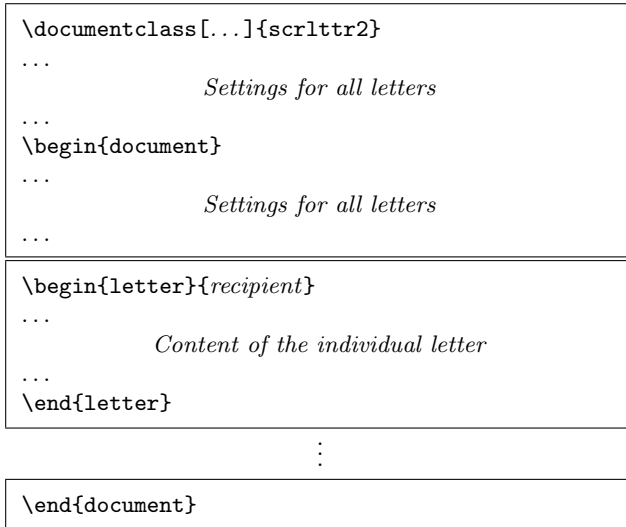 \documentclass[...]{scrlttr2}
...
Settings for all letters
...
\begin{document}
...
Settings for all letters
...
\begin{letter}{recipient}
...
Content of the individual letter
...
\end{letter}
⋮
\end{document}